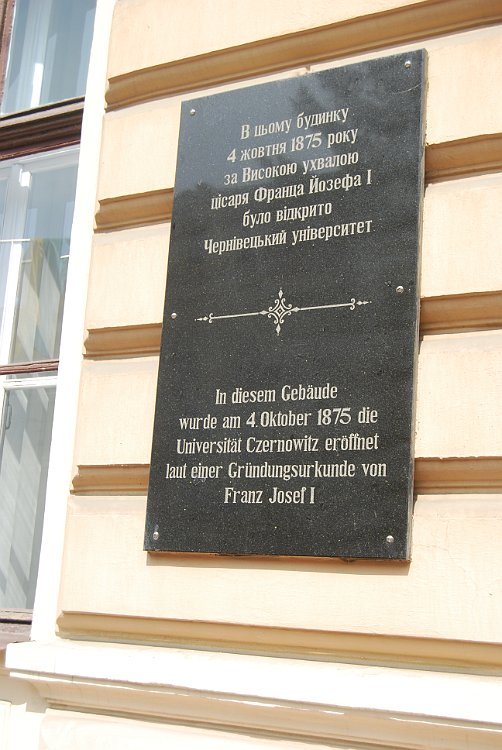 В цьому будинку
4 жовтня 1875 року
за Високою ухвалою
цісаря Франца Йозефа I
було відкрито
Чернівецький університет
In diesem Gebäude
wurde am 4. Oktober 1875 die
Universität Czernowitz eröffnet
laut einer Gründungsurkunde von
Franz Josef I